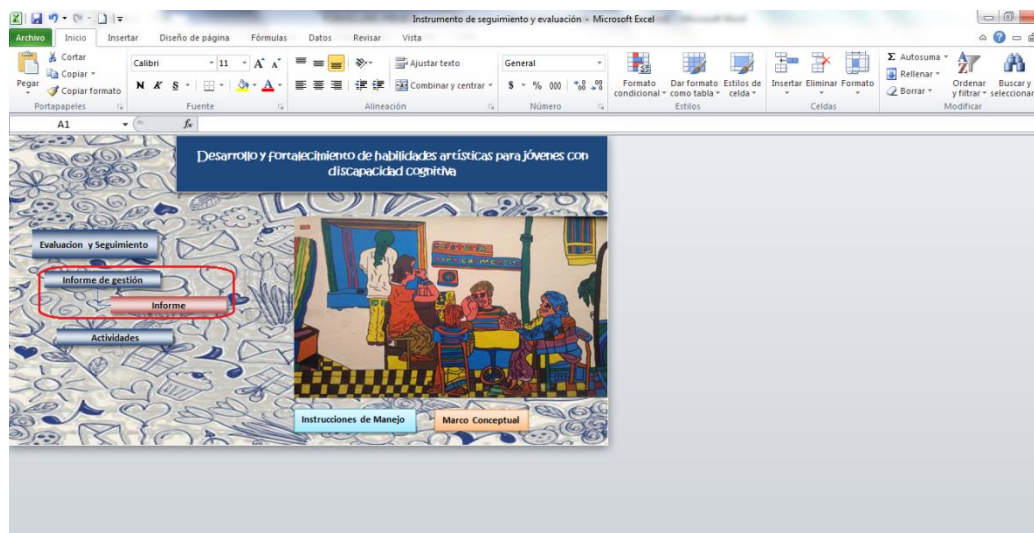 Instrumento de seguimiento y evaluación - Microsoft Excel
Archivo Inicio Insertar Diseño de página Fórmulas Datos Revisar Vista
Pegar
Cortar
Copiar
Copiar formato
Portapapeles
Calibri 11
N K S
Fuente
Ajustar texto
Combinar y centrar
Alineación
General
$ % 000
Número
Formato condicional
Dar formato como tabla
Estilos de celda
Estilos
Insertar Eliminar Formato
Celdas
Σ Autosuma
Rellenar
Borrar
Ordenar y filtrar
Buscar y seleccionar
Modificar
A1 fx
Desarrollo y fortalecimiento de habilidades artísticas para jóvenes con
discapacidad cognitiva
Evaluacion y Seguimiento
Informe de gestión
Informe
Actividades
Instrucciones de Manejo
Marco Conceptual